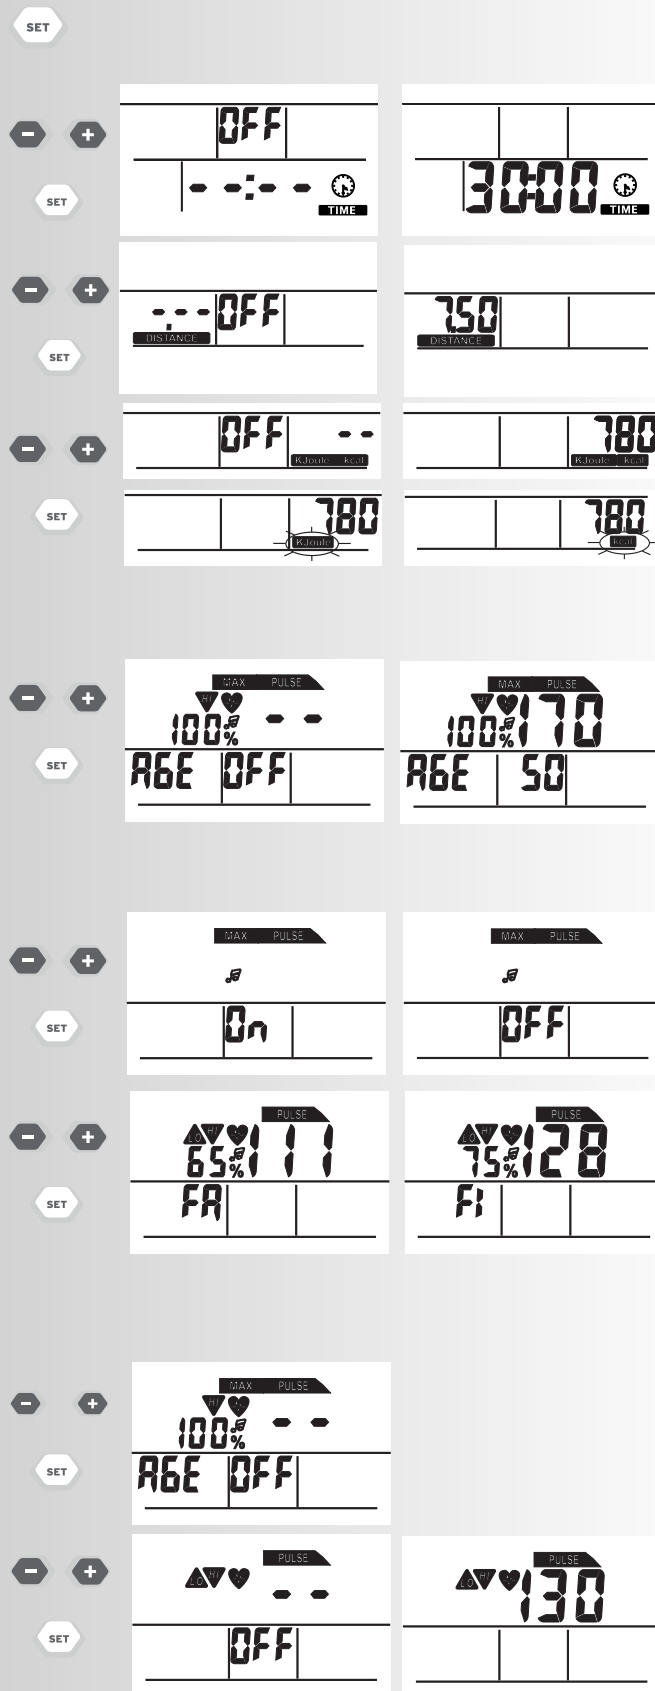 SET
− + OFF
SET - -:- - TIME 30:00 TIME
− + -,-- OFF 7.50
DISTANCE DISTANCE
SET
− + OFF -- 780
KJoule kcal KJoule kcal
SET 780 780
KJoule kcal
MAX PULSE MAX PULSE
− + HI HI
100% - - 100% 170
SET AGE OFF AGE 50
MAX PULSE MAX PULSE
− +
SET On OFF
PULSE PULSE
− + LO HI LO HI
65% 111 75% 128
SET FA FI
MAX PULSE
− + HI
100% - -
SET AGE OFF
PULSE PULSE
− + LO HI - - LO HI 130
SET OFF